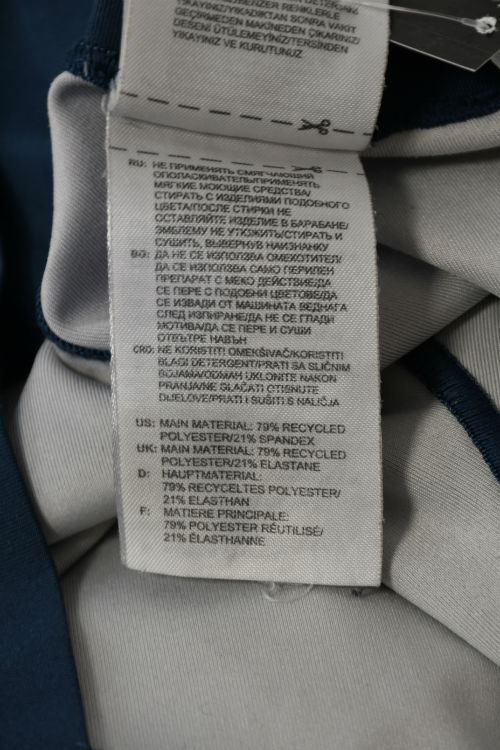 YIKAYINIZ/BENZER RENKLERLE
YIKAYINIZ/YIKADIKTAN SONRA VAKİT
GEÇİRMEDEN MAKİNEDEN ÇIKARINIZ/
DESENİ ÜTÜLEMEYİNİZ/TERSİNDEN
YIKAYINIZ VE KURUTUNUZ
RU: НЕ ПРИМЕНЯТЬ СМЯГЧАЮЩИЙ
ОПОЛАСКИВАТЕЛЬ/ПРИМЕНЯТЬ
МЯГКИЕ МОЮЩИЕ СРЕДСТВА/
СТИРАТЬ С ИЗДЕЛИЯМИ ПОДОБНОГО
ЦВЕТА/ПОСЛЕ СТИРКИ НЕ
ОСТАВЛЯЙТЕ ИЗДЕЛИЕ В БАРАБАНЕ/
ЭМБЛЕМУ НЕ УТЮЖИТЬ/СТИРАТЬ И
СУШИТЬ, ВЫВЕРНУВ НАИЗНАНКУ
BG: ДА НЕ СЕ ИЗПОЛЗВА ОМЕКОТИТЕЛ/
ДА СЕ ИЗПОЛЗВА САМО ПЕРИЛЕН
ПРЕПАРАТ С МЕКО ДЕЙСТВИЕ/ДА
СЕ ПЕРЕ С ПОДОБНИ ЦВЕТОВЕ/ДА
СЕ ИЗВАДИ ОТ МАШИНАТА ВЕДНАГА
СЛЕД ИЗПИРАНЕ/ДА НЕ СЕ ГЛАДИ
МОТИВА/ДА СЕ ПЕРЕ И СУШИ
ОТВЪТРЕ НАВЪН
CRO: NE KORISTITI OMEKŠIVAČ/KORISTITI
BLAGI DETERGENT/PRATI SA SLIČNIM
BOJAMA/ODMAH UKLONITE NAKON
PRANJA/NE GLAČATI OTISNUTE
DIJELOVE/PRATI I SUŠITI S NALIČJA
US: MAIN MATERIAL: 79% RECYCLED
POLYESTER/21% SPANDEX
UK: MAIN MATERIAL: 79% RECYCLED
POLYESTER/21% ELASTANE
D: HAUPTMATERIAL:
79% RECYCELTES POLYESTER/
21% ELASTHAN
F: MATIERE PRINCIPALE:
79% POLYESTER RÉUTILISÉ/
21% ÉLASTHANNE